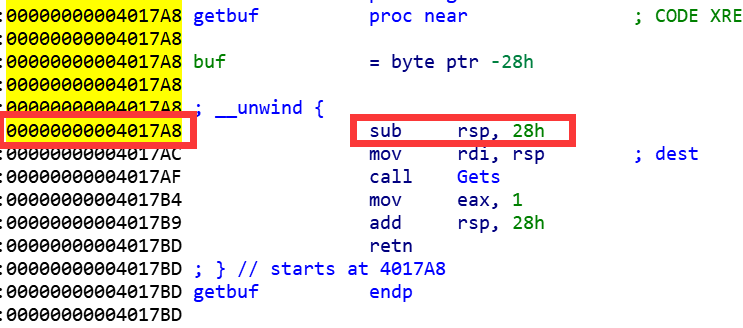 :00000000004017A8 getbuf proc near ; CODE XRE
:00000000004017A8
:00000000004017A8 buf = byte ptr -28h
:00000000004017A8
:00000000004017A8 ; __unwind {
:00000000004017A8 sub rsp, 28h
:00000000004017AC mov rdi, rsp ; dest
:00000000004017AF call Gets
:00000000004017B4 mov eax, 1
:00000000004017B9 add rsp, 28h
:00000000004017BD retn
:00000000004017BD ; } // starts at 4017A8
:00000000004017BD getbuf endp
:00000000004017BD